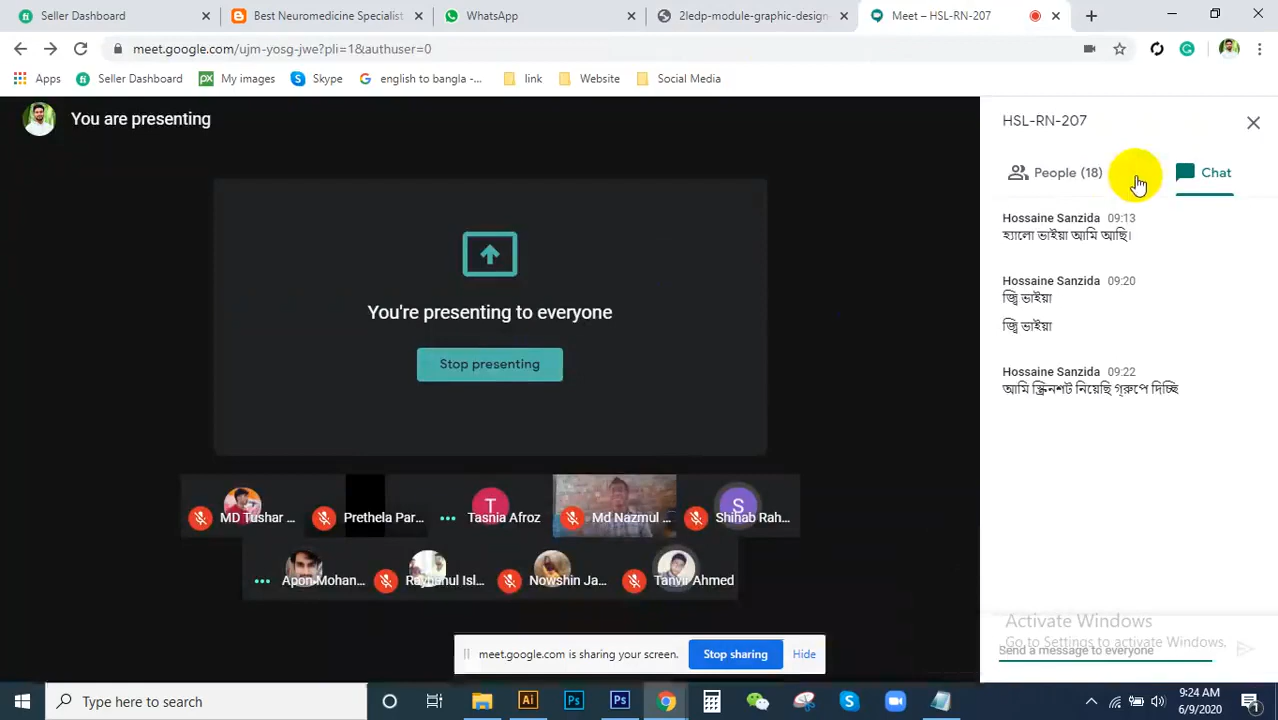 Seller Dashboard
Best Neuromedicine Specialist
WhatsApp
2ledp-module-graphic-design
Meet – HSL-RN-207
meet.google.com/ujm-yosg-jwe?pli=1&authuser=0
Apps
Seller Dashboard
My images
Skype
english to bangla -...
link
Website
Social Media
You are presenting
HSL-RN-207
People (18)
Chat
Hossaine Sanzida 09:13
হ্যালো ভাইয়া আমি আছি।
Hossaine Sanzida 09:20
জ্বি ভাইয়া
জ্বি ভাইয়া
Hossaine Sanzida 09:22
আমি স্ক্রিনশট নিয়েছি গ্রুপে দিচ্ছি
You're presenting to everyone
Stop presenting
MD Tushar ...
Prethela Par...
T
Tasnia Afroz
Md Nazmul ...
S
Shihab Rah...
Apon Mohan...
Rayhanul Isl...
Nowshin Ja...
Tanvir Ahmed
Activate Windows
Go to Settings to activate Windows.
Send a message to everyone
meet.google.com is sharing your screen.
Stop sharing
Hide
Type here to search
Ai
Ps
Ps
9:24 AM
6/9/2020
1